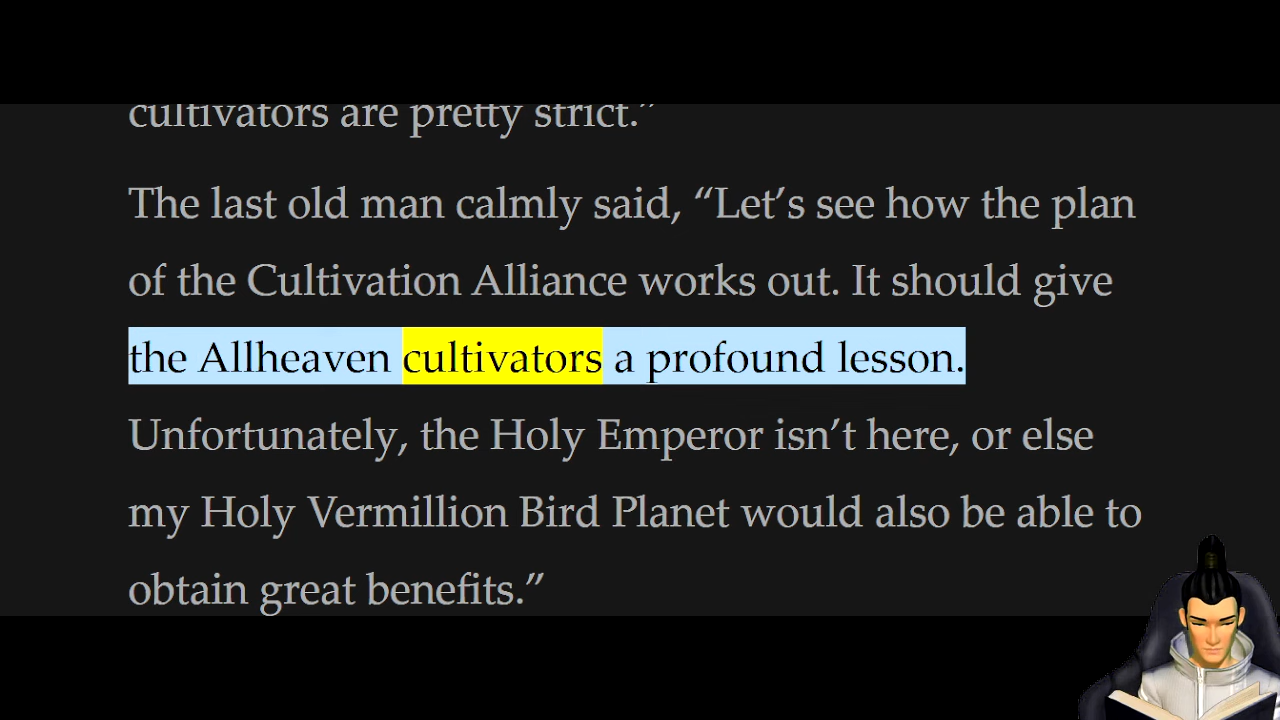 cultivators are pretty strict.”
The last old man calmly said, “Let’s see how the plan
of the Cultivation Alliance works out. It should give
the Allheaven cultivators a profound lesson.
Unfortunately, the Holy Emperor isn’t here, or else
my Holy Vermillion Bird Planet would also be able to
obtain great benefits.”